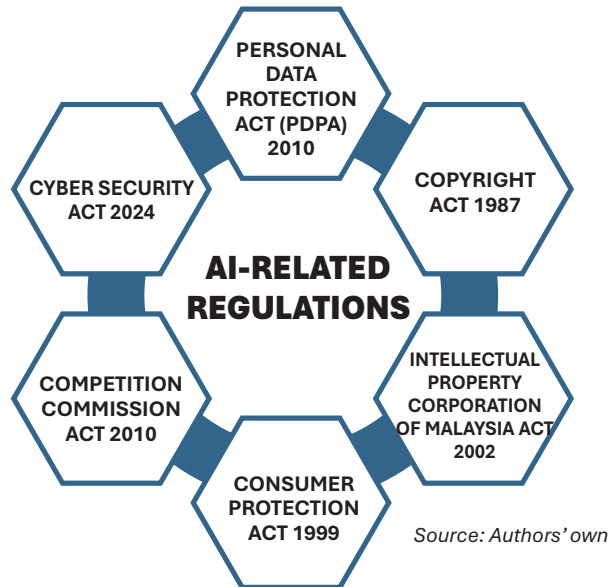 PERSONAL
DATA
PROTECTION
ACT (PDPA)
2010
COPYRIGHT
ACT 1987
INTELLECTUAL
PROPERTY
CORPORATION
OF MALAYSIA ACT
2002
CONSUMER
PROTECTION
ACT 1999
COMPETITION
COMMISSION
ACT 2010
CYBER SECURITY
ACT 2024
AI-RELATED
REGULATIONS
Source: Authors' own